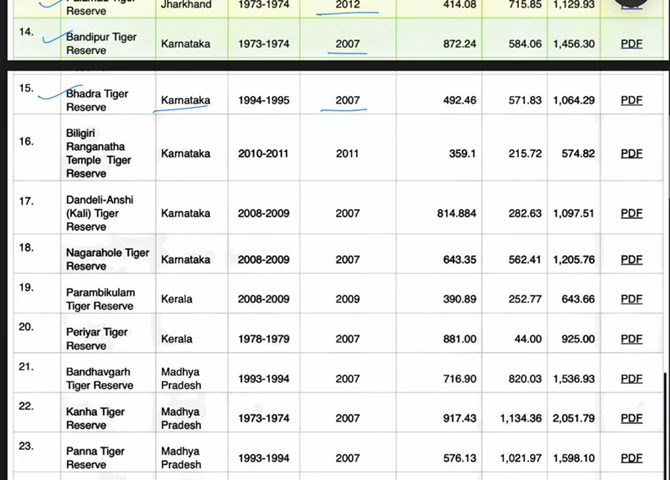 Jharkhand 1973-1974 2012 414.08 715.85 1,129.93
Reserve
14. Bandipur Tiger Reserve Karnataka 1973-1974 2007 872.24 584.06 1,456.30 PDF
15. Bhadra Tiger Reserve Karnataka 1994-1995 2007 492.46 571.83 1,064.29 PDF
16. Biligiri Ranganatha Temple Tiger Reserve Karnataka 2010-2011 2011 359.1 215.72 574.82 PDF
17. Dandeli-Anshi (Kali) Tiger Reserve Karnataka 2008-2009 2007 814.884 282.63 1,097.51 PDF
18. Nagarahole Tiger Reserve Karnataka 2008-2009 2007 643.35 562.41 1,205.76 PDF
19. Parambikulam Tiger Reserve Kerala 2008-2009 2009 390.89 252.77 643.66 PDF
20. Periyar Tiger Reserve Kerala 1978-1979 2007 881.00 44.00 925.00 PDF
21. Bandhavgarh Tiger Reserve Madhya Pradesh 1993-1994 2007 716.90 820.03 1,536.93 PDF
22. Kanha Tiger Reserve Madhya Pradesh 1973-1974 2007 917.43 1,134.36 2,051.79 PDF
23. Panna Tiger Reserve Madhya Pradesh 1993-1994 2007 576.13 1,021.97 1,598.10 PDF